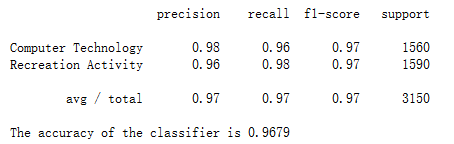 precision recall f1-score support
Computer Technology 0.98 0.96 0.97 1560
Recreation Activity 0.96 0.98 0.97 1590
avg / total 0.97 0.97 0.97 3150
The accuracy of the classifier is 0.9679